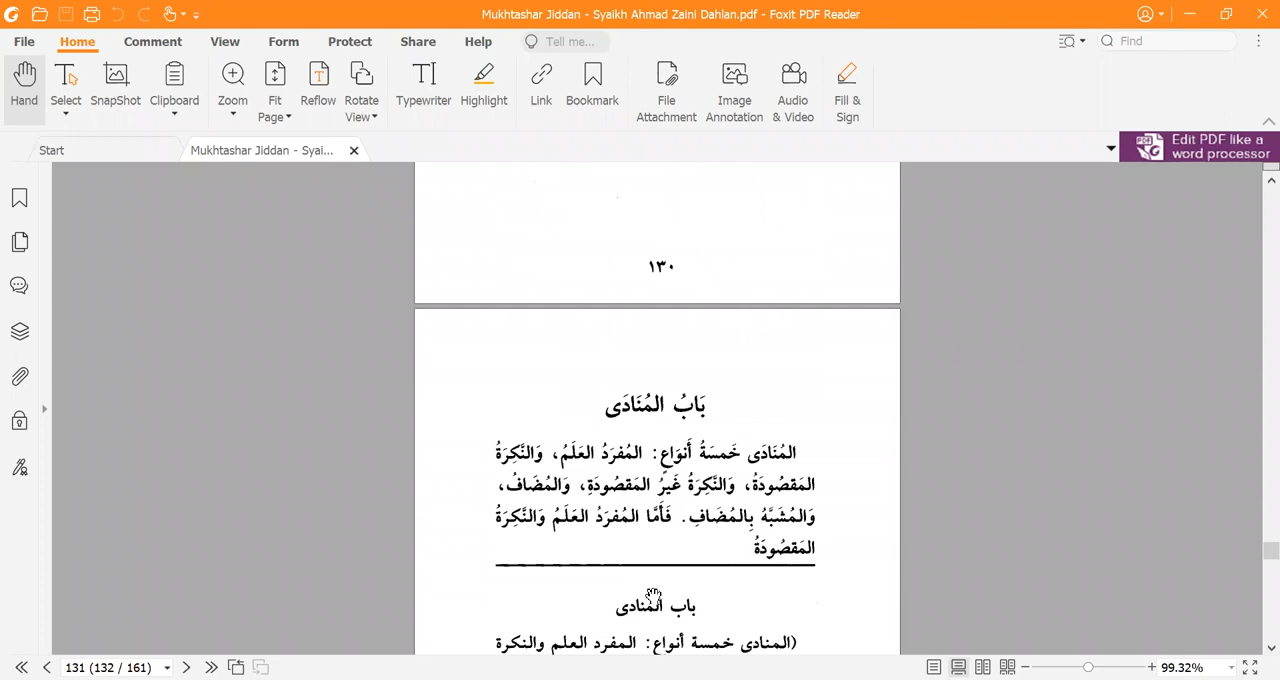 Mukhtashar Jiddan - Syaikh Ahmad Zaini Dahlan.pdf - Foxit PDF Reader
File Home Comment View Form Protect Share Help Tell me... Find
Hand Select SnapShot Clipboard Zoom Fit Page Reflow Rotate View Typewriter Highlight Link Bookmark File Attachment Image Annotation Audio & Video Fill & Sign
Start Mukhtashar Jiddan - Syai... Edit PDF like a word processor
١٣٠
بَابُ المُنَادَى
المُنَادَى خَمسَةُ أَنوَاعٍ: المُفرَدُ العَلَمُ، وَالنَّكِرَةُ
المَقصُودَةُ، وَالنَّكِرَةُ غَيرُ المَقصُودَةِ، وَالمُضَافُ،
وَالمُشَبَّهُ بِالمُضَافِ. فَأَمَّا المُفرَدُ العَلَمُ وَالنَّكِرَةُ
المَقصُودَةُ
باب المنادى
(المنادى خمسة أنواع: المفرد العلم والنكرة
131 (132 / 161) 99.32%